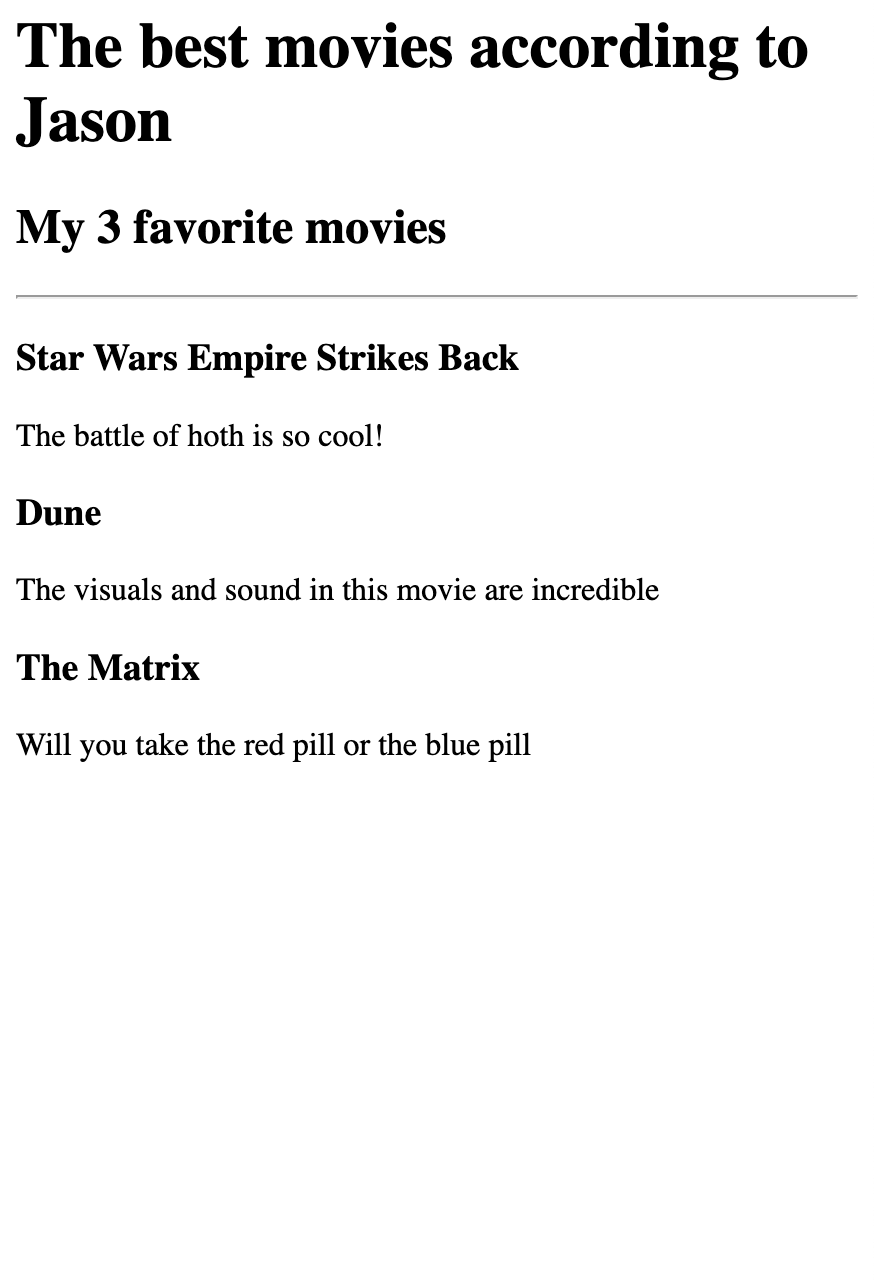 The best movies according to
Jason
My 3 favorite movies
Star Wars Empire Strikes Back
The battle of hoth is so cool!
Dune
The visuals and sound in this movie are incredible
The Matrix
Will you take the red pill or the blue pill